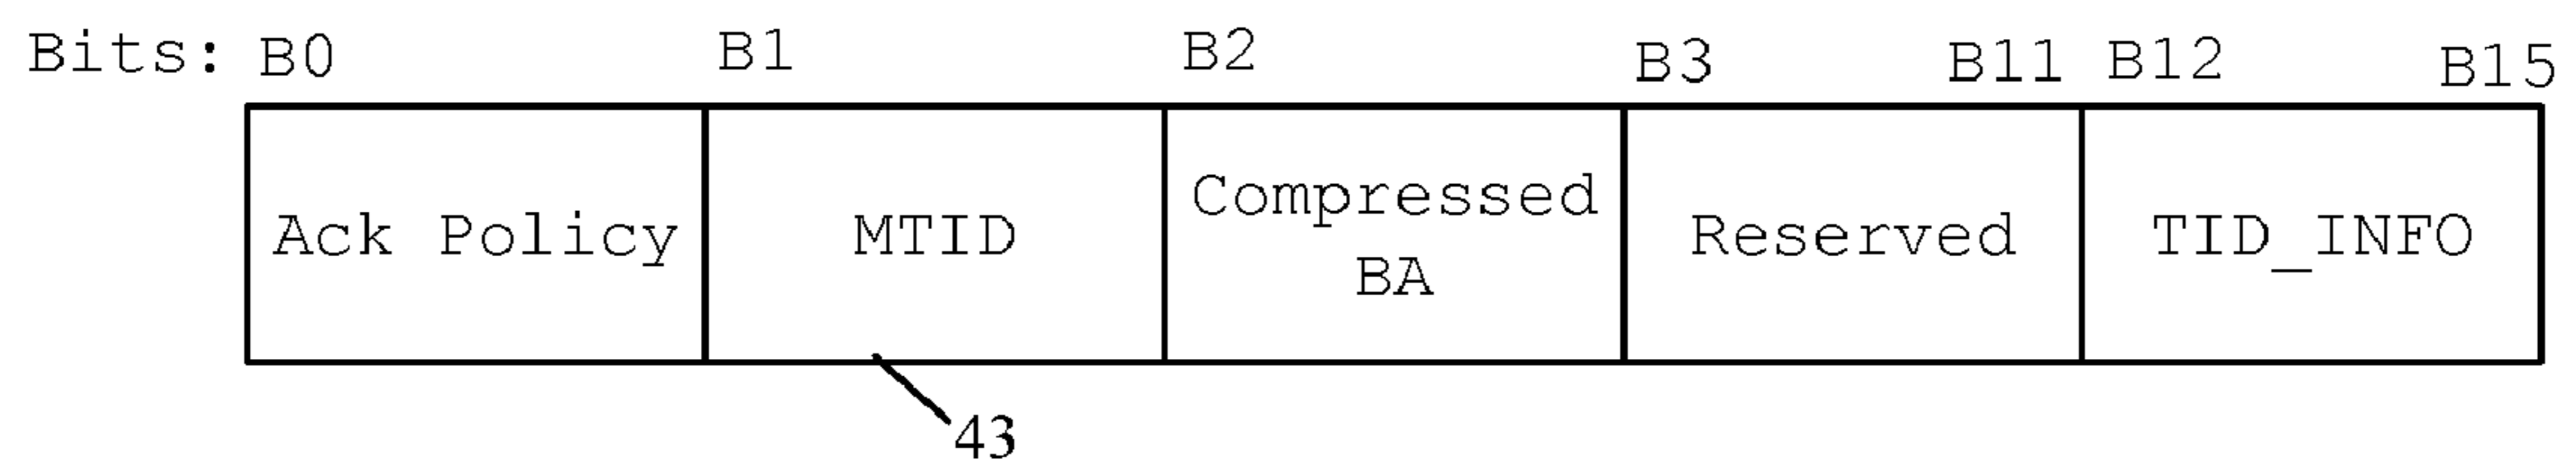 Bits: B0 B1 B2 B3 B11 B12 B15
Ack Policy MTID Compressed BA Reserved TID_INFO
43